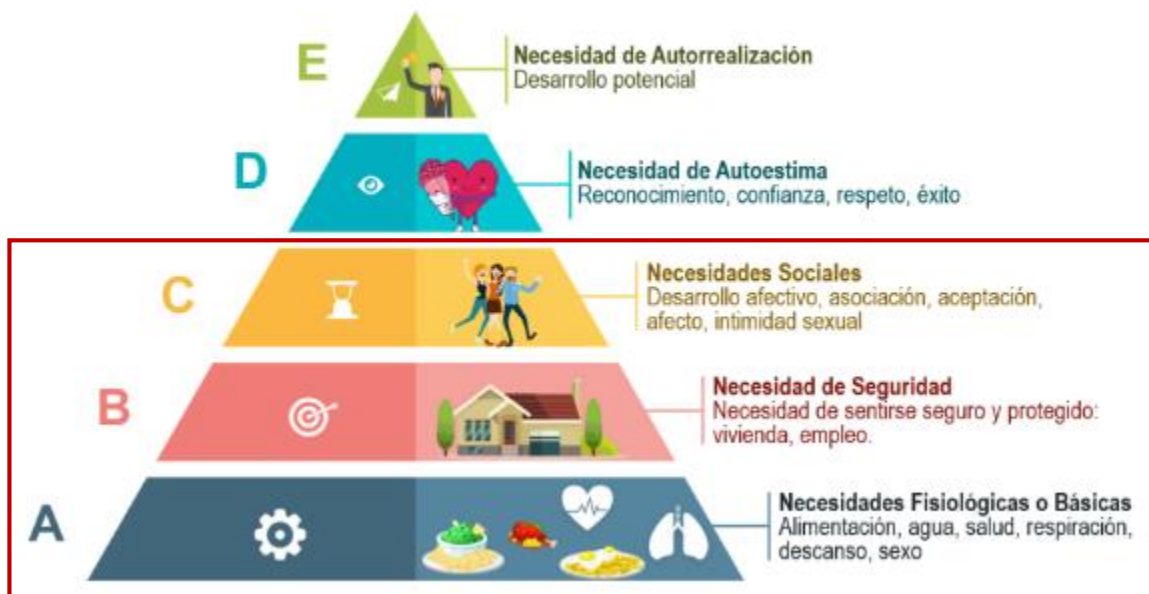 E
Necesidad de Autorrealización
Desarrollo potencial
D
Necesidad de Autoestima
Reconocimiento, confianza, respeto, éxito
C
Necesidades Sociales
Desarrollo afectivo, asociación, aceptación,
afecto, intimidad sexual
B
Necesidad de Seguridad
Necesidad de sentirse seguro y protegido:
vivienda, empleo.
A
Necesidades Fisiológicas o Básicas
Alimentación, agua, salud, respiración,
descanso, sexo